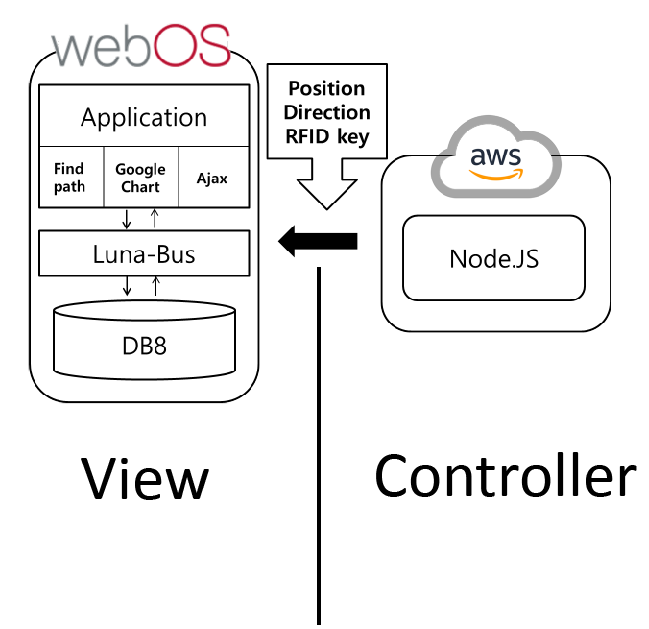 webOS
Application
Find
path
Google
Chart
Ajax
Luna-Bus
DB8
Position
Direction
RFID key
aws
Node.JS
View
Controller